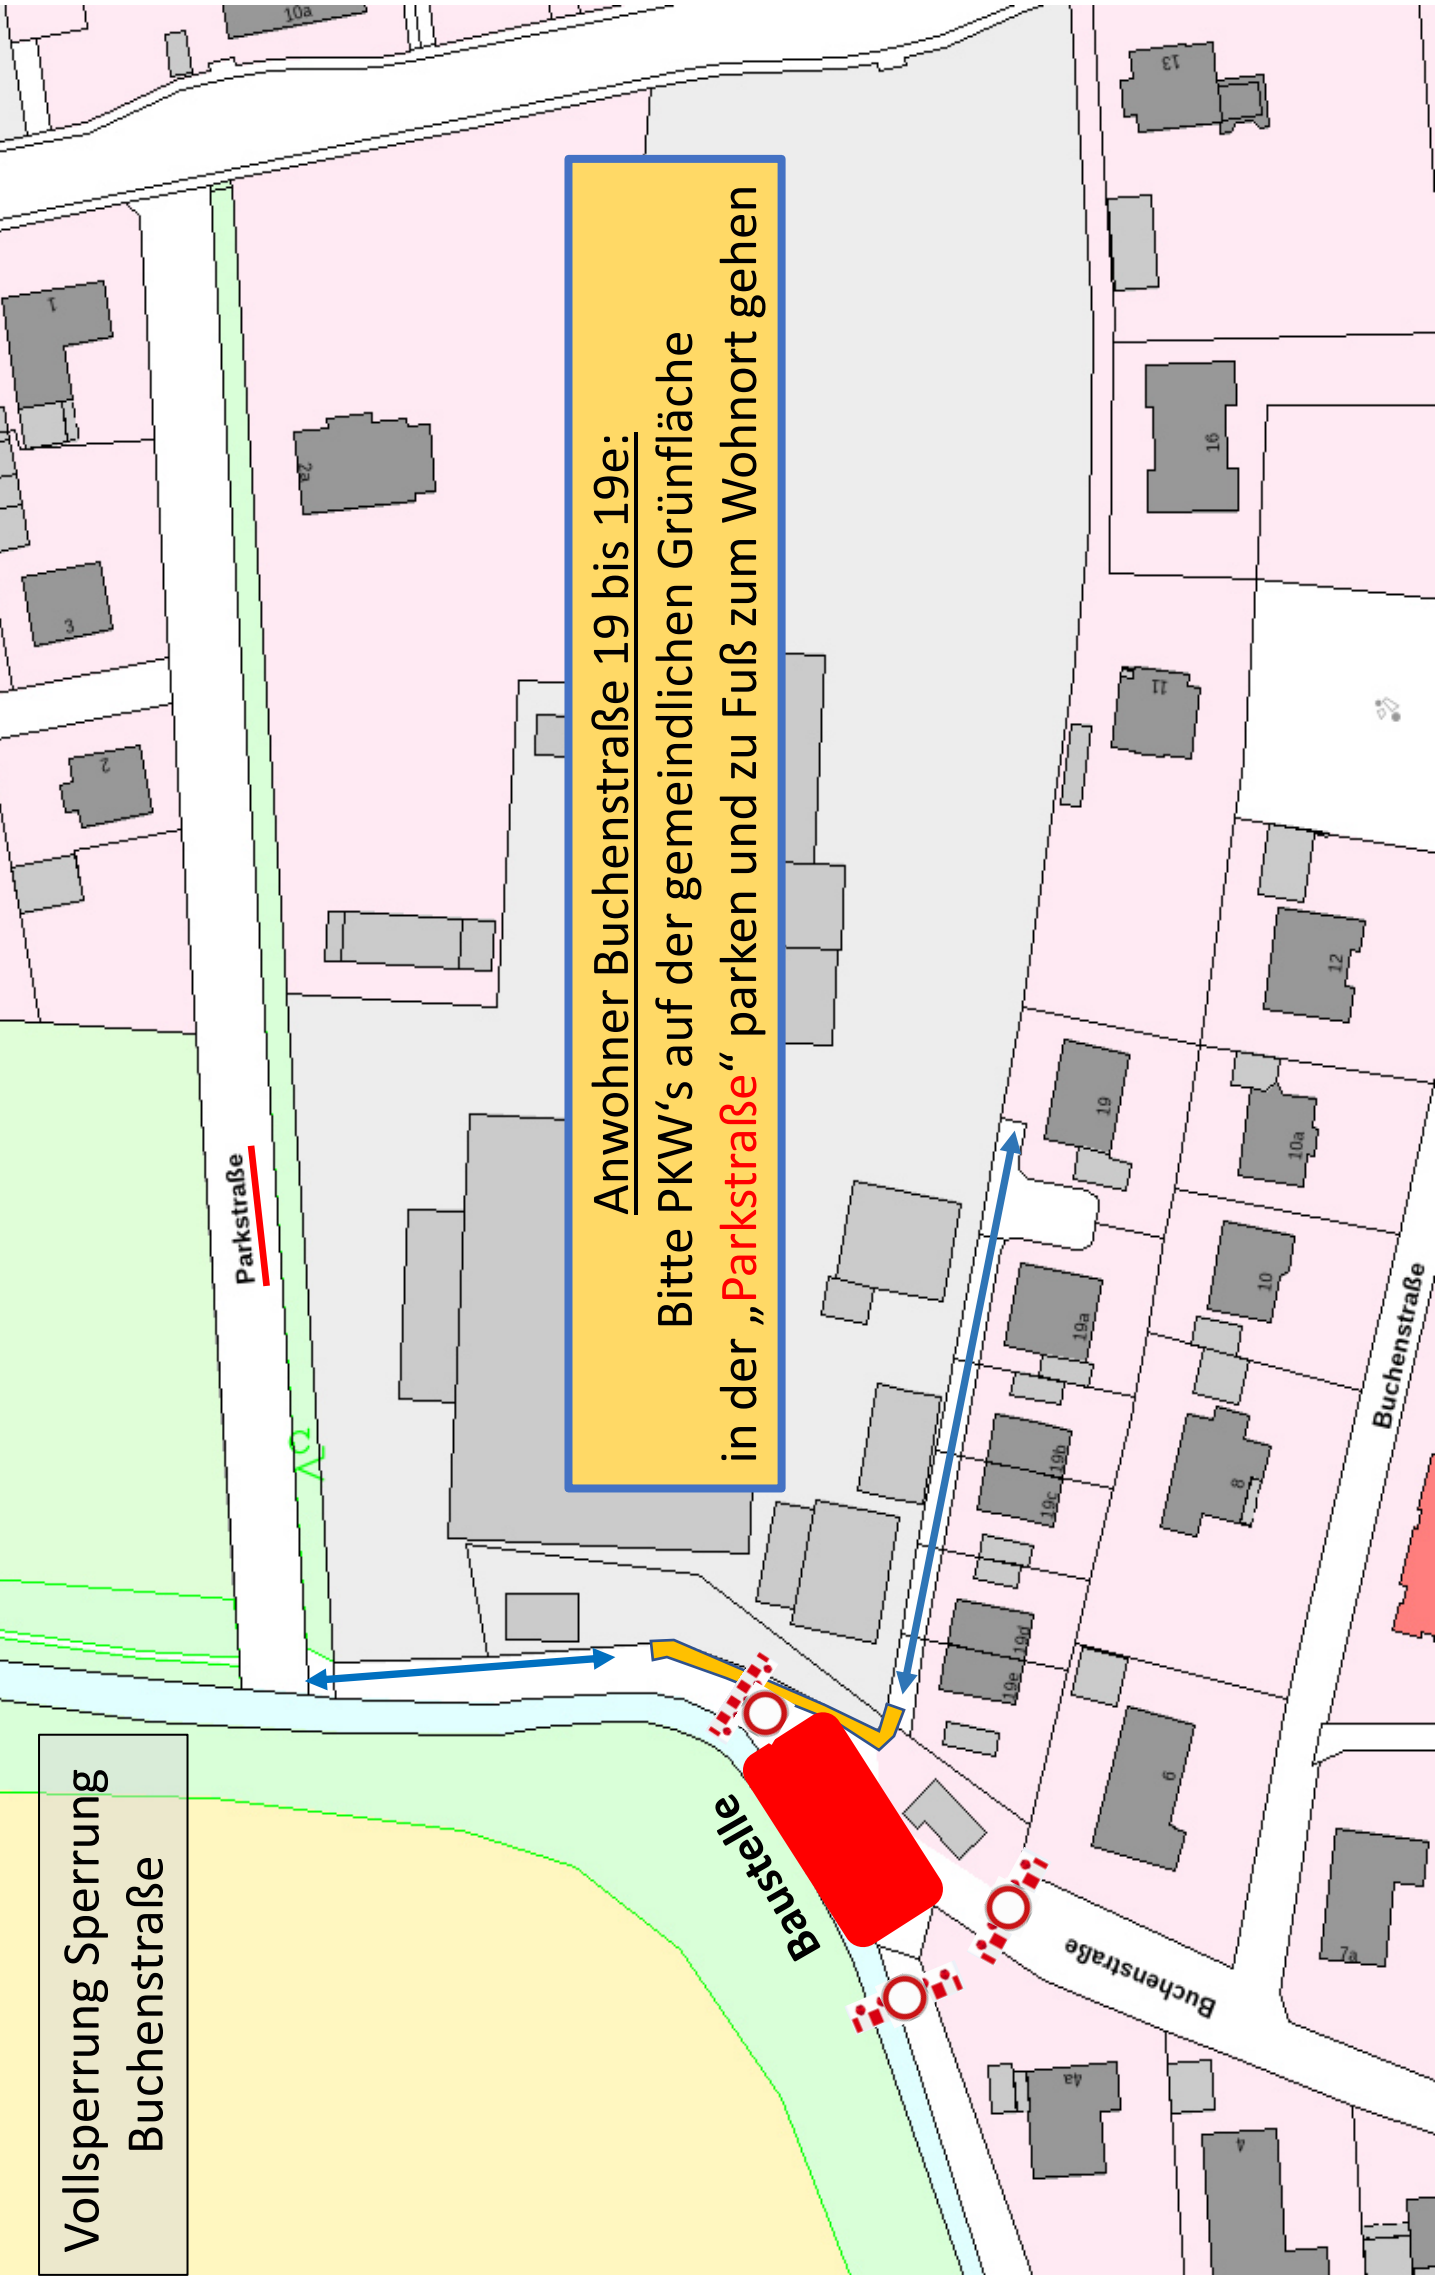 Vollsperrung Sperrung
Buchenstraße
Anwohner Buchenstraße 19 bis 19e:
Bitte PKW‘s auf der gemeindlichen Grünfläche
in der „Parkstraße“ parken und zu Fuß zum Wohnort gehen
Parkstraße
Baustelle
Buchenstraße
Buchenstraße
10a
1
3
2
2a
13
16
11
12
19
10a
10
19a
19b
19c
8
19d
19e
6
7a
4a
4